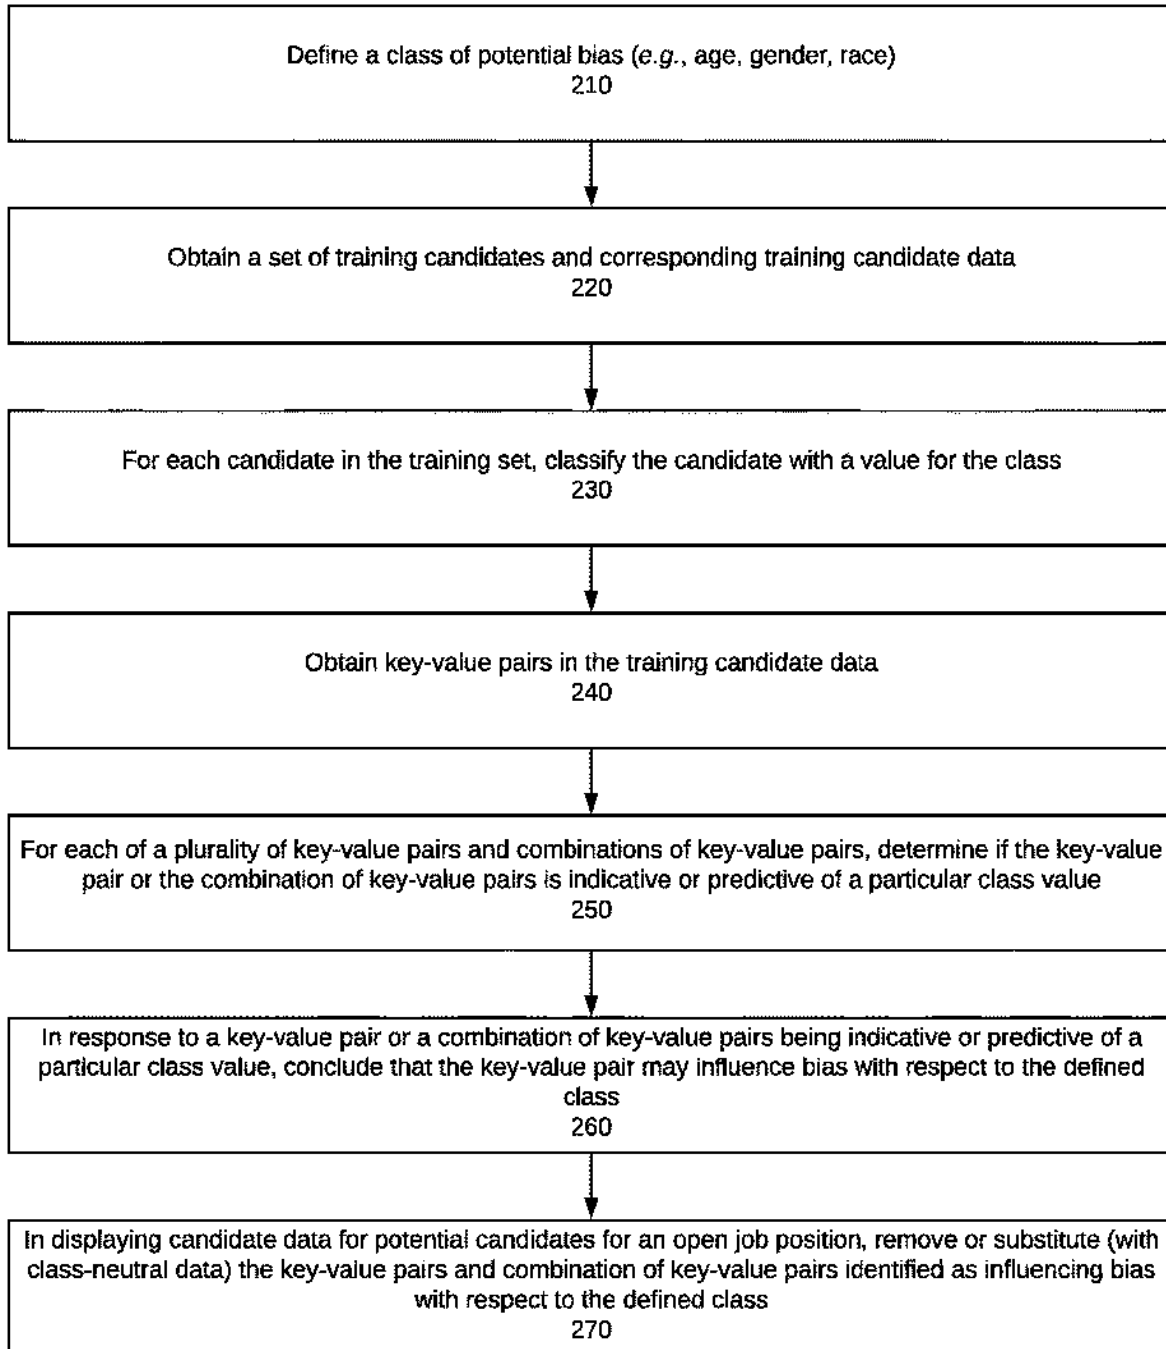 Define a class of potential bias (e.g., age, gender, race)
210
Obtain a set of training candidates and corresponding training candidate data
220
For each candidate in the training set, classify the candidate with a value for the class
230
Obtain key-value pairs in the training candidate data
240
For each of a plurality of key-value pairs and combinations of key-value pairs, determine if the key-value
pair or the combination of key-value pairs is indicative or predictive of a particular class value
250
In response to a key-value pair or a combination of key-value pairs being indicative or predictive of a
particular class value, conclude that the key-value pair may influence bias with respect to the defined
class
260
In displaying candidate data for potential candidates for an open job position, remove or substitute (with
class-neutral data) the key-value pairs and combination of key-value pairs identified as influencing bias
with respect to the defined class
270